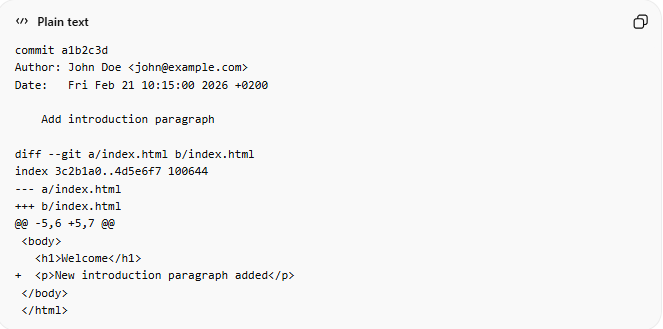 Plain text
commit a1b2c3d
Author: John Doe <john@example.com>
Date:   Fri Feb 21 10:15:00 2026 +0200

    Add introduction paragraph

diff --git a/index.html b/index.html
index 3c2b1a0..4d5e6f7 100644
--- a/index.html
+++ b/index.html
@@ -5,6 +5,7 @@
 <body>
   <h1>Welcome</h1>
+  <p>New introduction paragraph added</p>
 </body>
 </html>